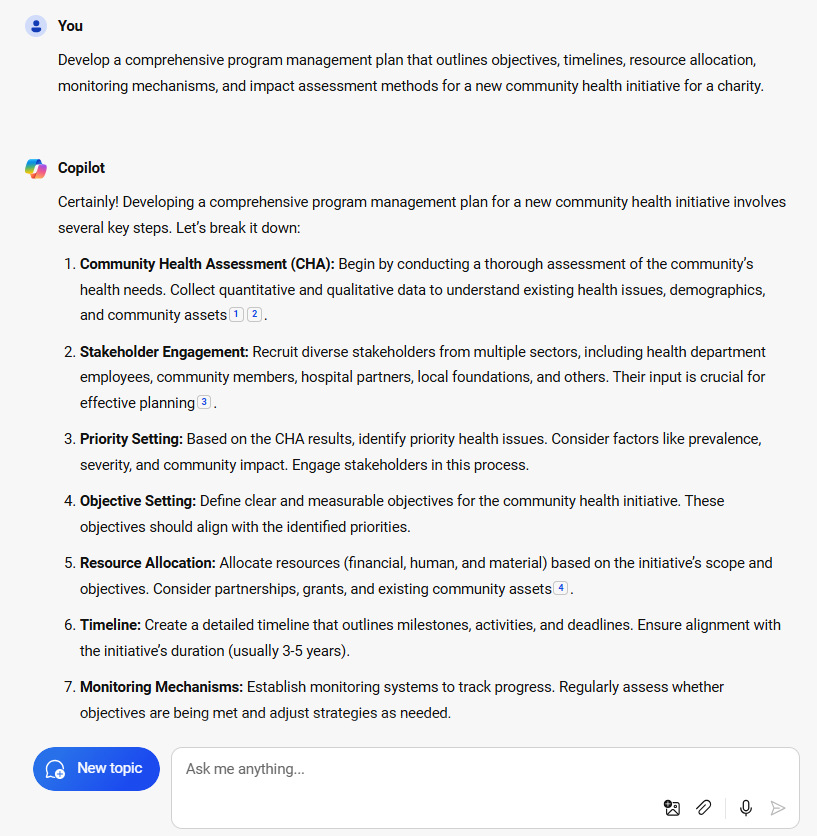 You
Develop a comprehensive program management plan that outlines objectives, timelines, resource allocation,
monitoring mechanisms, and impact assessment methods for a new community health initiative for a charity.
Copilot
Certainly! Developing a comprehensive program management plan for a new community health initiative involves
several key steps. Let’s break it down:
1. Community Health Assessment (CHA): Begin by conducting a thorough assessment of the community’s
health needs. Collect quantitative and qualitative data to understand existing health issues, demographics,
and community assets 1 2 .
2. Stakeholder Engagement: Recruit diverse stakeholders from multiple sectors, including health department
employees, community members, hospital partners, local foundations, and others. Their input is crucial for
effective planning 3 .
3. Priority Setting: Based on the CHA results, identify priority health issues. Consider factors like prevalence,
severity, and community impact. Engage stakeholders in this process.
4. Objective Setting: Define clear and measurable objectives for the community health initiative. These
objectives should align with the identified priorities.
5. Resource Allocation: Allocate resources (financial, human, and material) based on the initiative’s scope and
objectives. Consider partnerships, grants, and existing community assets 4 .
6. Timeline: Create a detailed timeline that outlines milestones, activities, and deadlines. Ensure alignment with
the initiative’s duration (usually 3-5 years).
7. Monitoring Mechanisms: Establish monitoring systems to track progress. Regularly assess whether
objectives are being met and adjust strategies as needed.
New topic
Ask me anything...